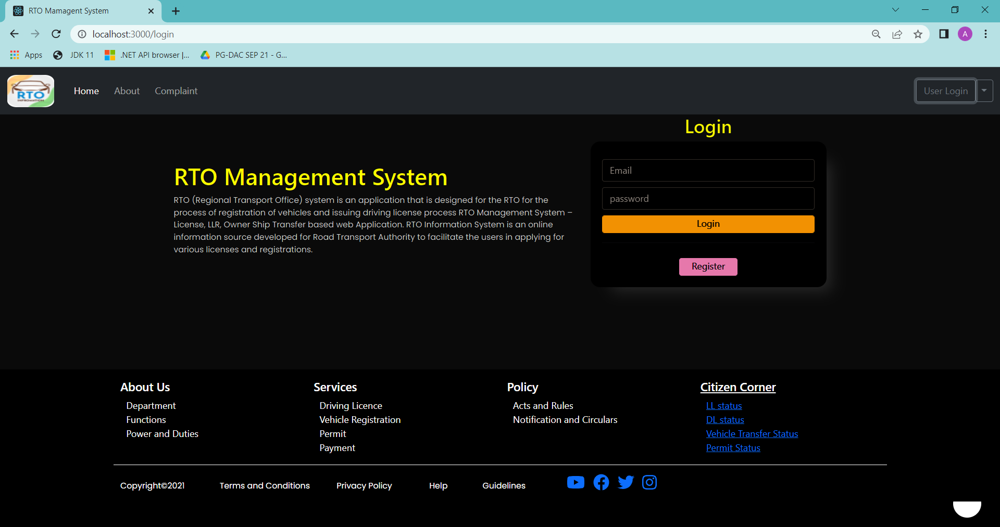 RTO Mamagent System
localhost:3000/login
A
Apps JDK 11 .NET API browser |... PG-DAC SEP 21 - G...
RTO
INFROMATION
Home About Complaint User Login
Login
Email
password
Login
Register
RTO Management System
RTO (Regional Transport Office) system is an application that is designed for the RTO for the
process of registration of vehicles and issuing driving license process RTO Management System –
License, LLR, Owner Ship Transfer based web Application. RTO Information System is an online
information source developed for Road Transport Authority to facilitate the users in applying for
various licenses and registrations.
About Us
Department
Functions
Power and Duties
Services
Driving Licence
Vehicle Registration
Permit
Payment
Policy
Acts and Rules
Notification and Circulars
Citizen Corner
LL status
DL status
Vehicle Transfer Status
Permit Status
Copyright©2021 Terms and Conditions Privacy Policy Help Guidelines